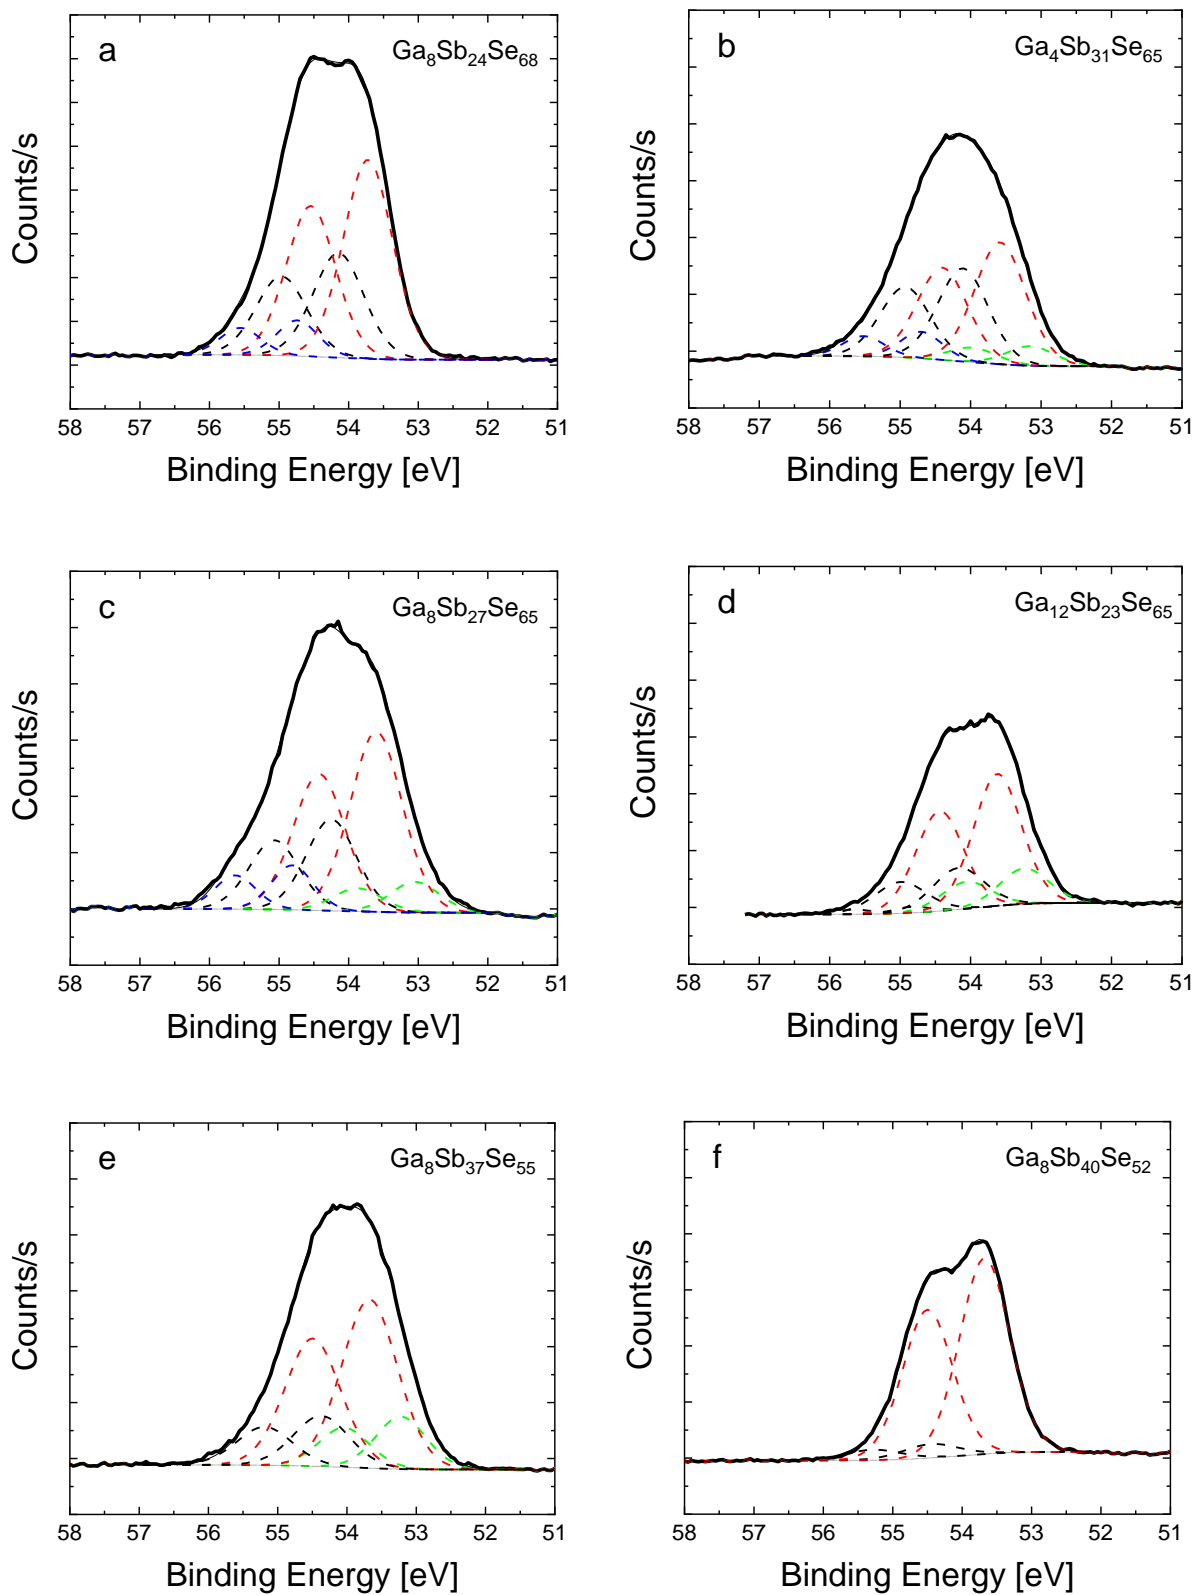 a Ga8Sb24Se68
Counts/s
58 57 56 55 54 53 52 51
Binding Energy [eV]
b Ga4Sb31Se65
Counts/s
58 57 56 55 54 53 52 51
Binding Energy [eV]
c Ga8Sb27Se65
Counts/s
58 57 56 55 54 53 52 51
Binding Energy [eV]
d Ga12Sb23Se65
Counts/s
58 57 56 55 54 53 52 51
Binding Energy [eV]
e Ga8Sb37Se55
Counts/s
58 57 56 55 54 53 52 51
Binding Energy [eV]
f Ga8Sb40Se52
Counts/s
58 57 56 55 54 53 52 51
Binding Energy [eV]